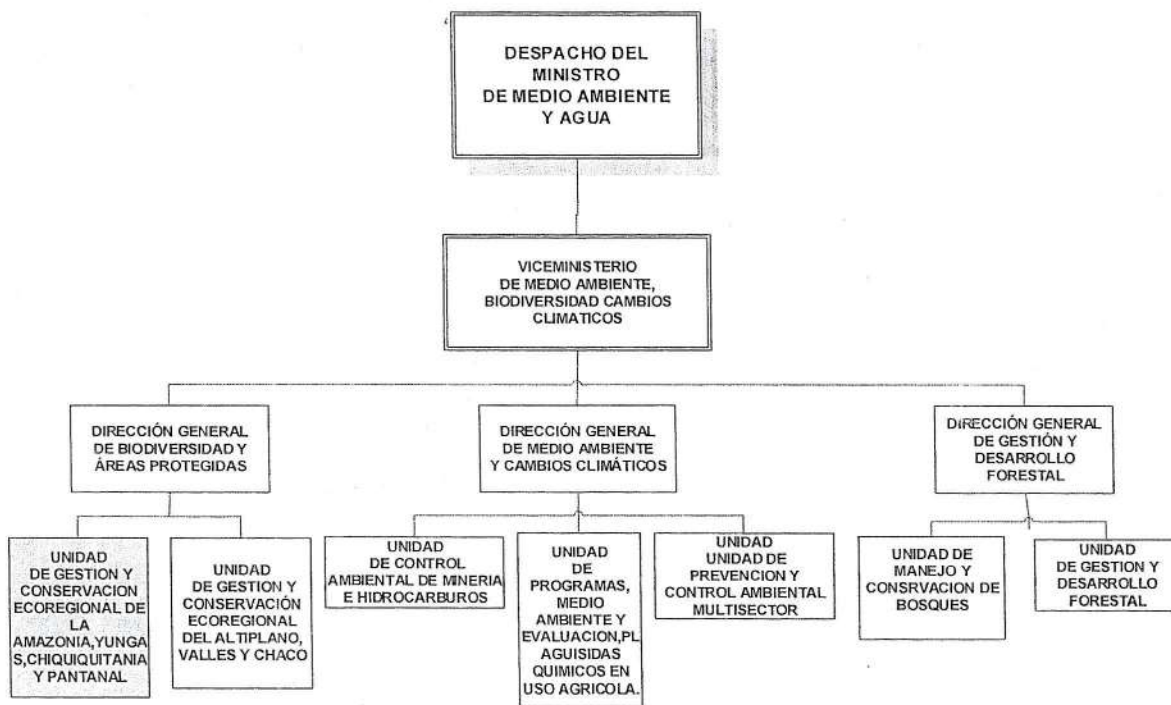 DESPACHO DEL
MINISTRO
DE MEDIO AMBIENTE
Y AGUA
VICEMINISTERIO
DE MEDIO AMBIENTE,
BIODIVERSIDAD CAMBIOS
CLIMATICOS
DIRECCIÓN GENERAL
DE BIODIVERSIDAD Y
ÁREAS PROTEGIDAS
DIRECCIÓN GENERAL
DE MEDIO AMBIENTE
Y CAMBIOS CLIMÁTICOS
DIRECCIÓN GENERAL
DE GESTIÓN Y
DESARROLLO
FORESTAL
UNIDAD
DE GESTION Y
CONSERVACION
ECOREGIONAL DE
LA
AMAZONIA,YUNGA
S,CHIQUIQUITANIA
Y PANTANAL
UNIDAD
DE GESTION Y
CONSERVACIÓN
ECOREGIONAL
DEL ALTIPLANO,
VALLES Y CHACO
UNIDAD
DE CONTROL
AMBIENTAL DE MINERIA
E HIDROCARBUROS
UNIDAD
DE
PROGRAMAS,
MEDIO
AMBIENTE Y
EVALUACION,PL
AGUISIDAS
QUIMICOS EN
USO AGRICOLA.
UNIDAD
UNIDAD DE
PREVENCION Y
CONTROL AMBIENTAL
MULTISECTOR
UNIDAD DE
MANEJO Y
CONSRVACION DE
BOSQUES
UNIDAD
DE GESTION Y
DESARROLLO
FORESTAL